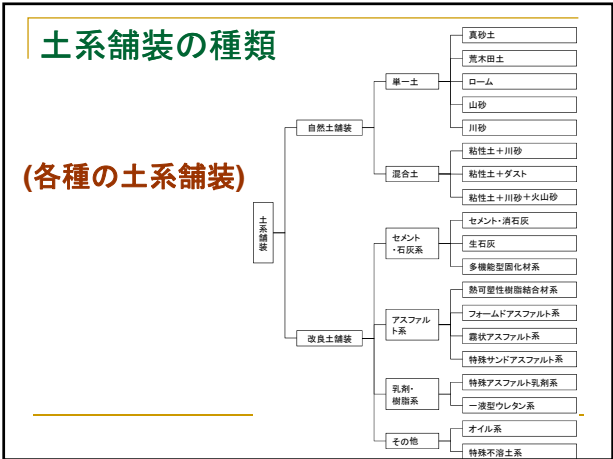 土系舗装の種類
(各種の土系舗装)
土系舗装
自然土舗装
単一土
真砂土
荒木田土
ローム
山砂
川砂
混合土
粘性土＋川砂
粘性土＋ダスト
粘性土＋川砂＋火山砂
改良土舗装
セメント
・石灰系
セメント・消石灰
生石灰
多機能型固化材系
アスファル
ト系
熱可塑性樹脂結合材系
フォームドアスファルト系
霧状アスファルト系
特殊サンドアスファルト系
乳剤・
樹脂系
特殊アスファルト乳剤系
一液型ウレタン系
その他
オイル系
特殊不溶土系